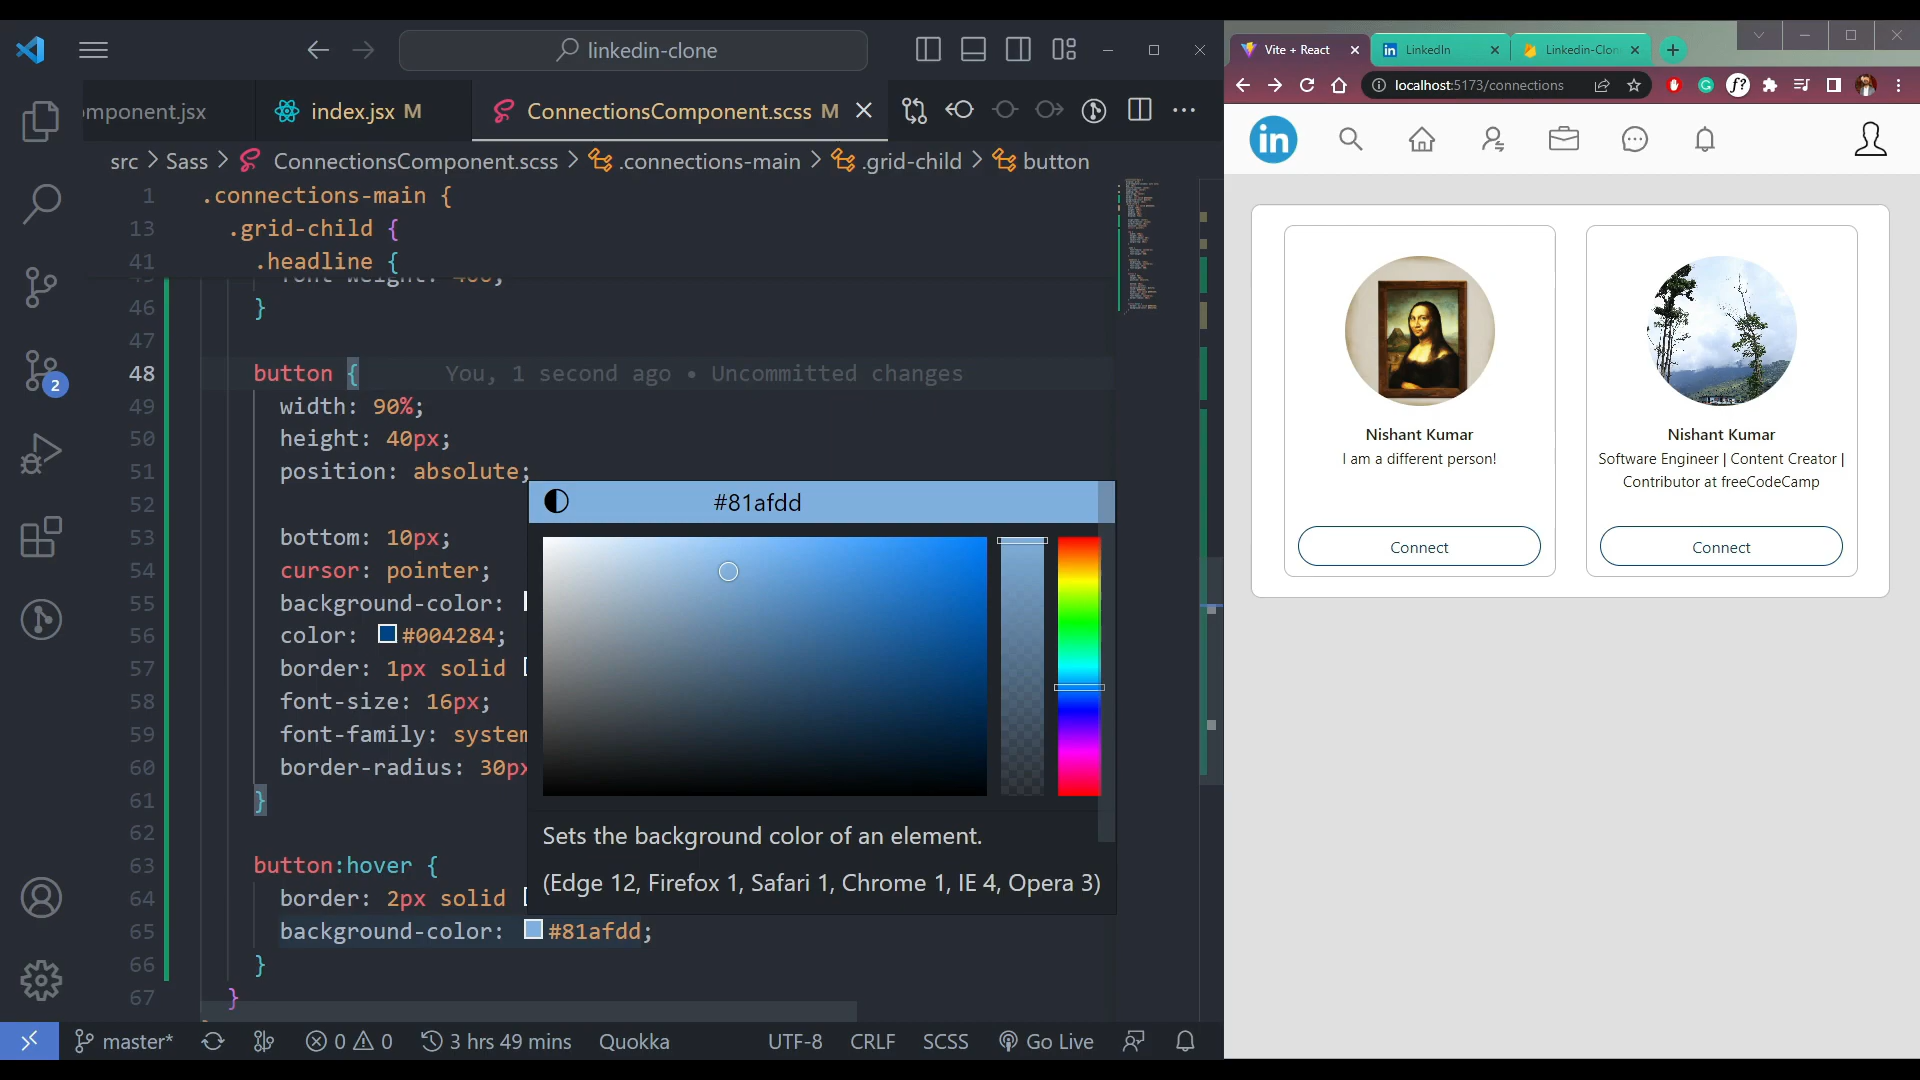 linkedin-clone
omponent.jsx
index.jsx M
ConnectionsComponent.scss M
src > Sass > ConnectionsComponent.scss > .connections-main > .grid-child > button
1 .connections-main {
13 .grid-child {
41 .headline {
46 }
47
48 button { You, 1 second ago • Uncommitted changes
49 width: 90%;
50 height: 40px;
51 position: absolute;
52
53 bottom: 10px;
54 cursor: pointer;
55 background-color:
56 color: #004284;
57 border: 1px solid
58 font-size: 16px;
59 font-family: system
60 border-radius: 30px
61 }
62
63 button:hover {
64 border: 2px solid
65 background-color: #81afdd;
66 }
67 }
#81afdd
Sets the background color of an element.
(Edge 12, Firefox 1, Safari 1, Chrome 1, IE 4, Opera 3)
2
master*
0
0
3 hrs 49 mins
Quokka
UTF-8
CRLF
SCSS
Go Live
Vite + React
LinkedIn
Linkedin-Clon
localhost:5173/connections
f?
in
Nishant Kumar
I am a different person!
Connect
Nishant Kumar
Software Engineer | Content Creator |
Contributor at freeCodeCamp
Connect